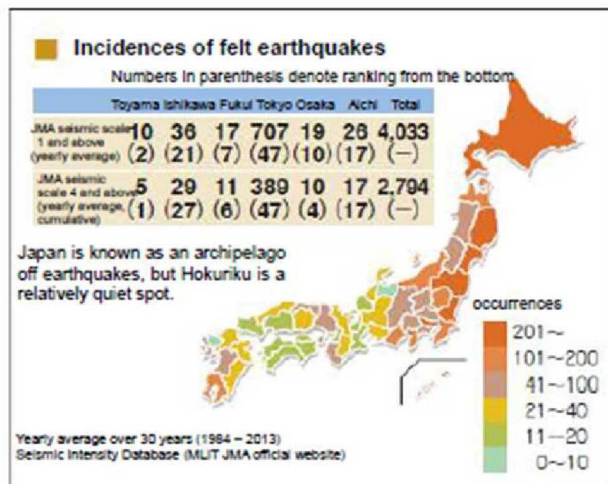 Incidences of felt earthquakes
Numbers in parenthesis denote ranking from the bottom
Toyama Ishikawa Fukui Tokyo Osaka Aichi Total
JMA seismic scale 1 and above (yearly average) 10 36 17 707 19 26 4,033
(2) (21) (7) (47) (10) (17) (—)
JMA seismic scale 4 and above (yearly average, cumulative) 5 29 11 389 10 17 2,794
(1) (27) (6) (47) (4) (17) (—)
Japan is known as an archipelago
off earthquakes, but Hokuriku is a
relatively quiet spot.
occurrences
201~
101~200
41~100
21~40
11~20
0~10
Yearly average over 30 years (1984 – 2013)
Seismic Intensity Database (MLIT JMA official website)